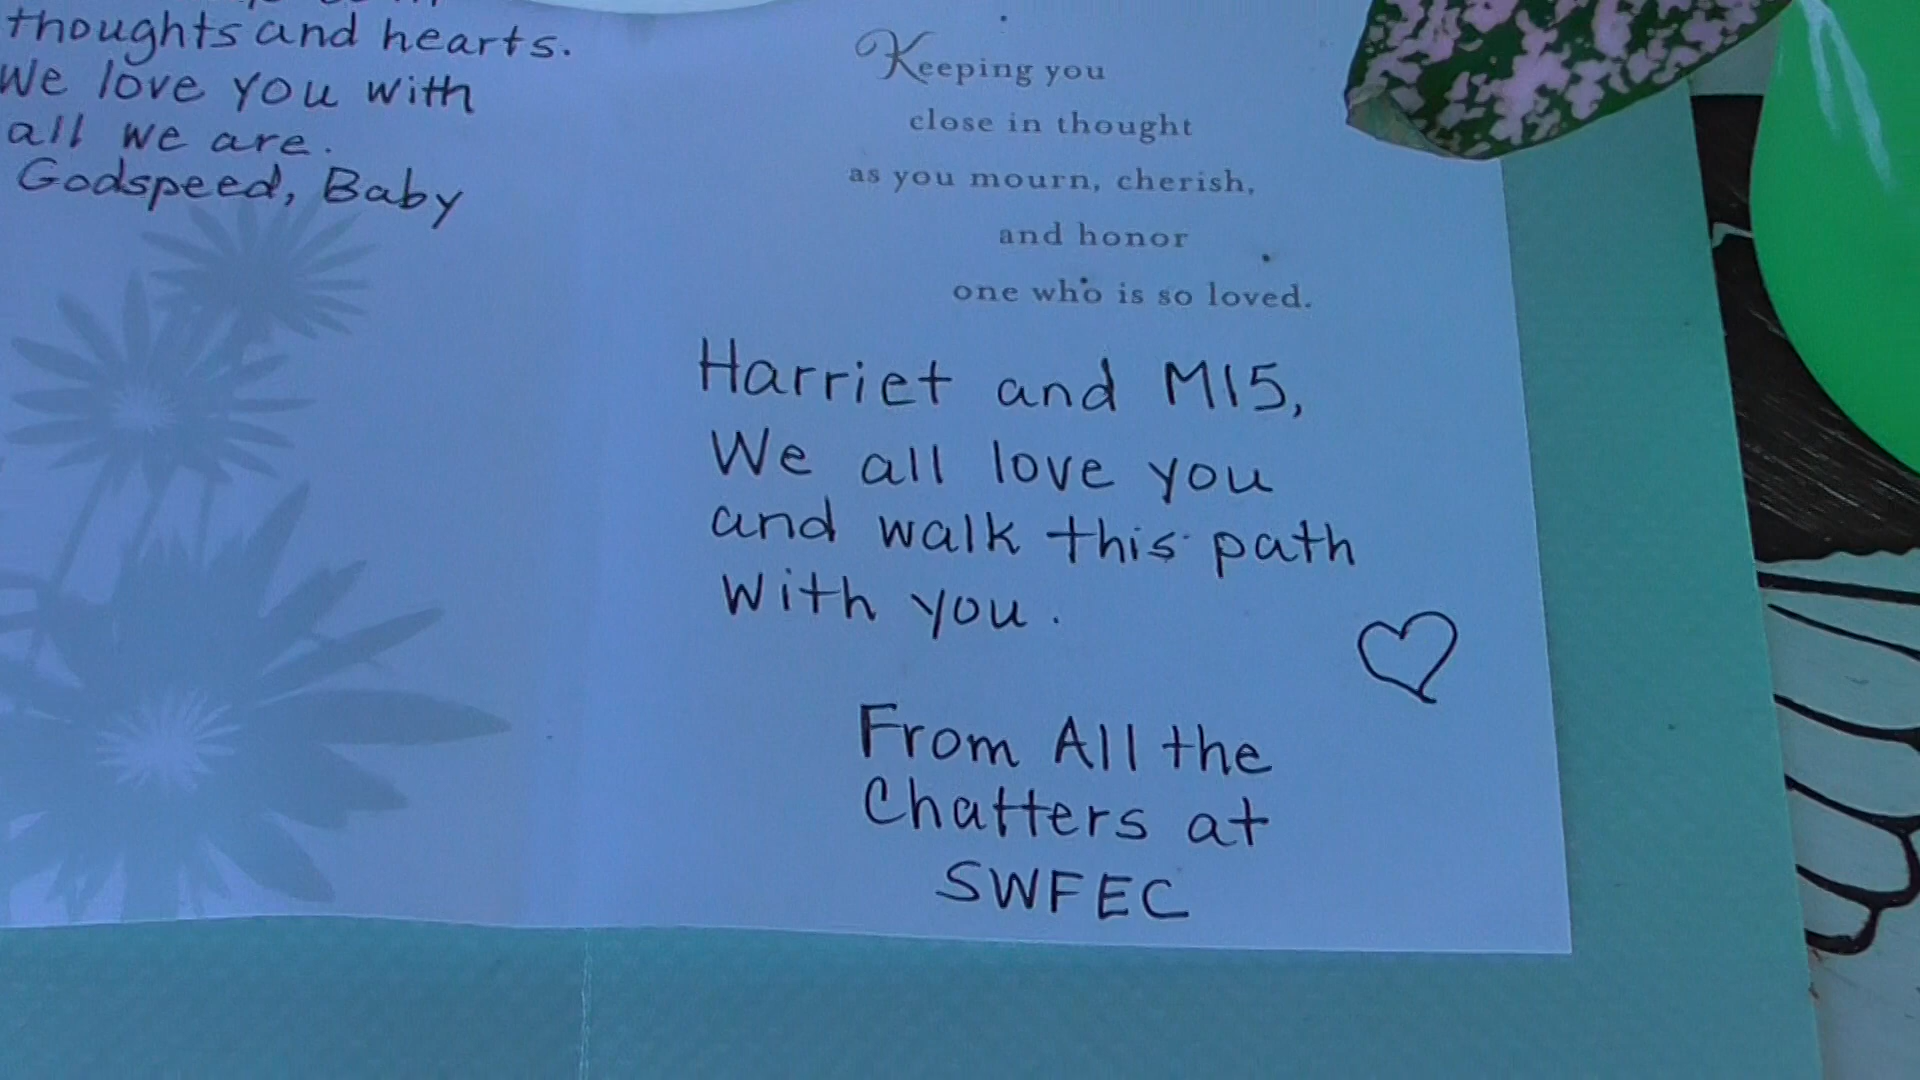 thoughts and hearts.
We love you with
all we are.
Godspeed, Baby
Keeping you
close in thought
as you mourn, cherish,
and honor
one who is so loved.
Harriet and M15,
We all love you
and walk this path
with you.
From All the
Chatters at
SWFEC